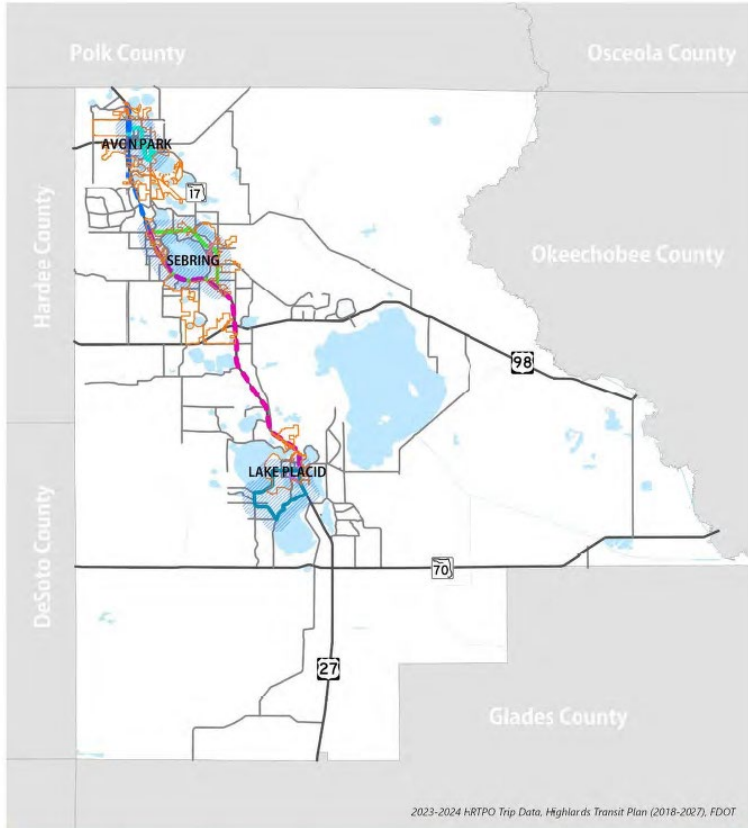 Polk County
Osceola County
AVON PARK
17
Hardee County
SEBRING
Okeechobee County
98
LAKE PLACID
DeSoto County
70
27
Glades County
2023-2024 HRTPO Trip Data, Highlands Transit Plan (2018-2027), FDOT